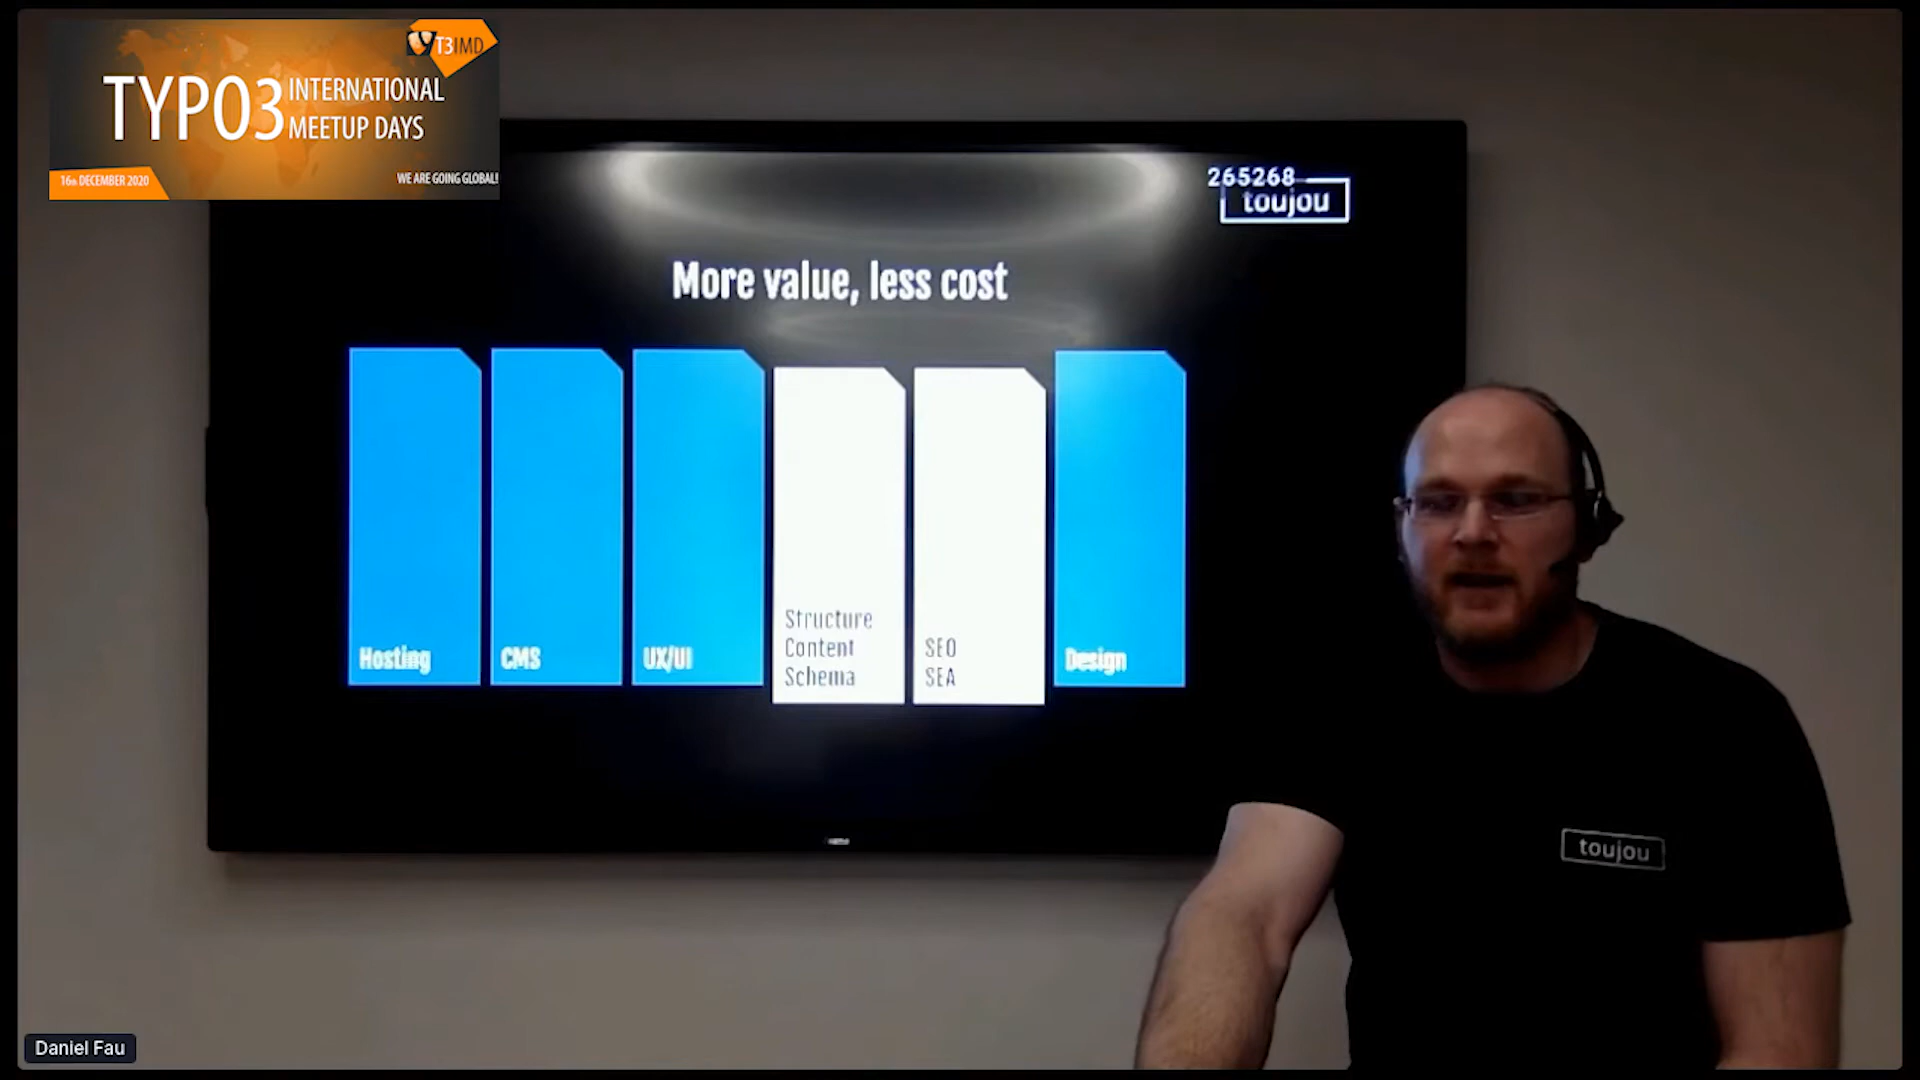 T3IMD
TYPO3 INTERNATIONAL
MEETUP DAYS
16th DECEMBER 2020
WE ARE GOING GLOBAL!
265268
toujou
More value, less cost
Hosting
CMS
UX/UI
Structure
Content
Schema
SEO
SEA
Design
toujou
Daniel Fau